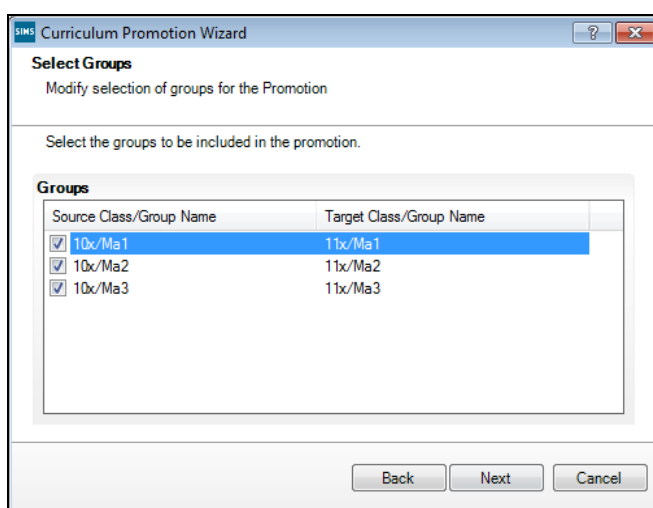 SIMS Curriculum Promotion Wizard ?
Select Groups
Modify selection of groups for the Promotion
Select the groups to be included in the promotion.
Groups
Source Class/Group Name Target Class/Group Name
10x/Ma1 11x/Ma1
10x/Ma2 11x/Ma2
10x/Ma3 11x/Ma3
Back Next Cancel